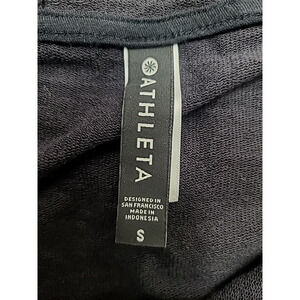 ATHLETA
DESIGNED IN
SAN FRANCISCO
MADE IN
INDONESIA
S